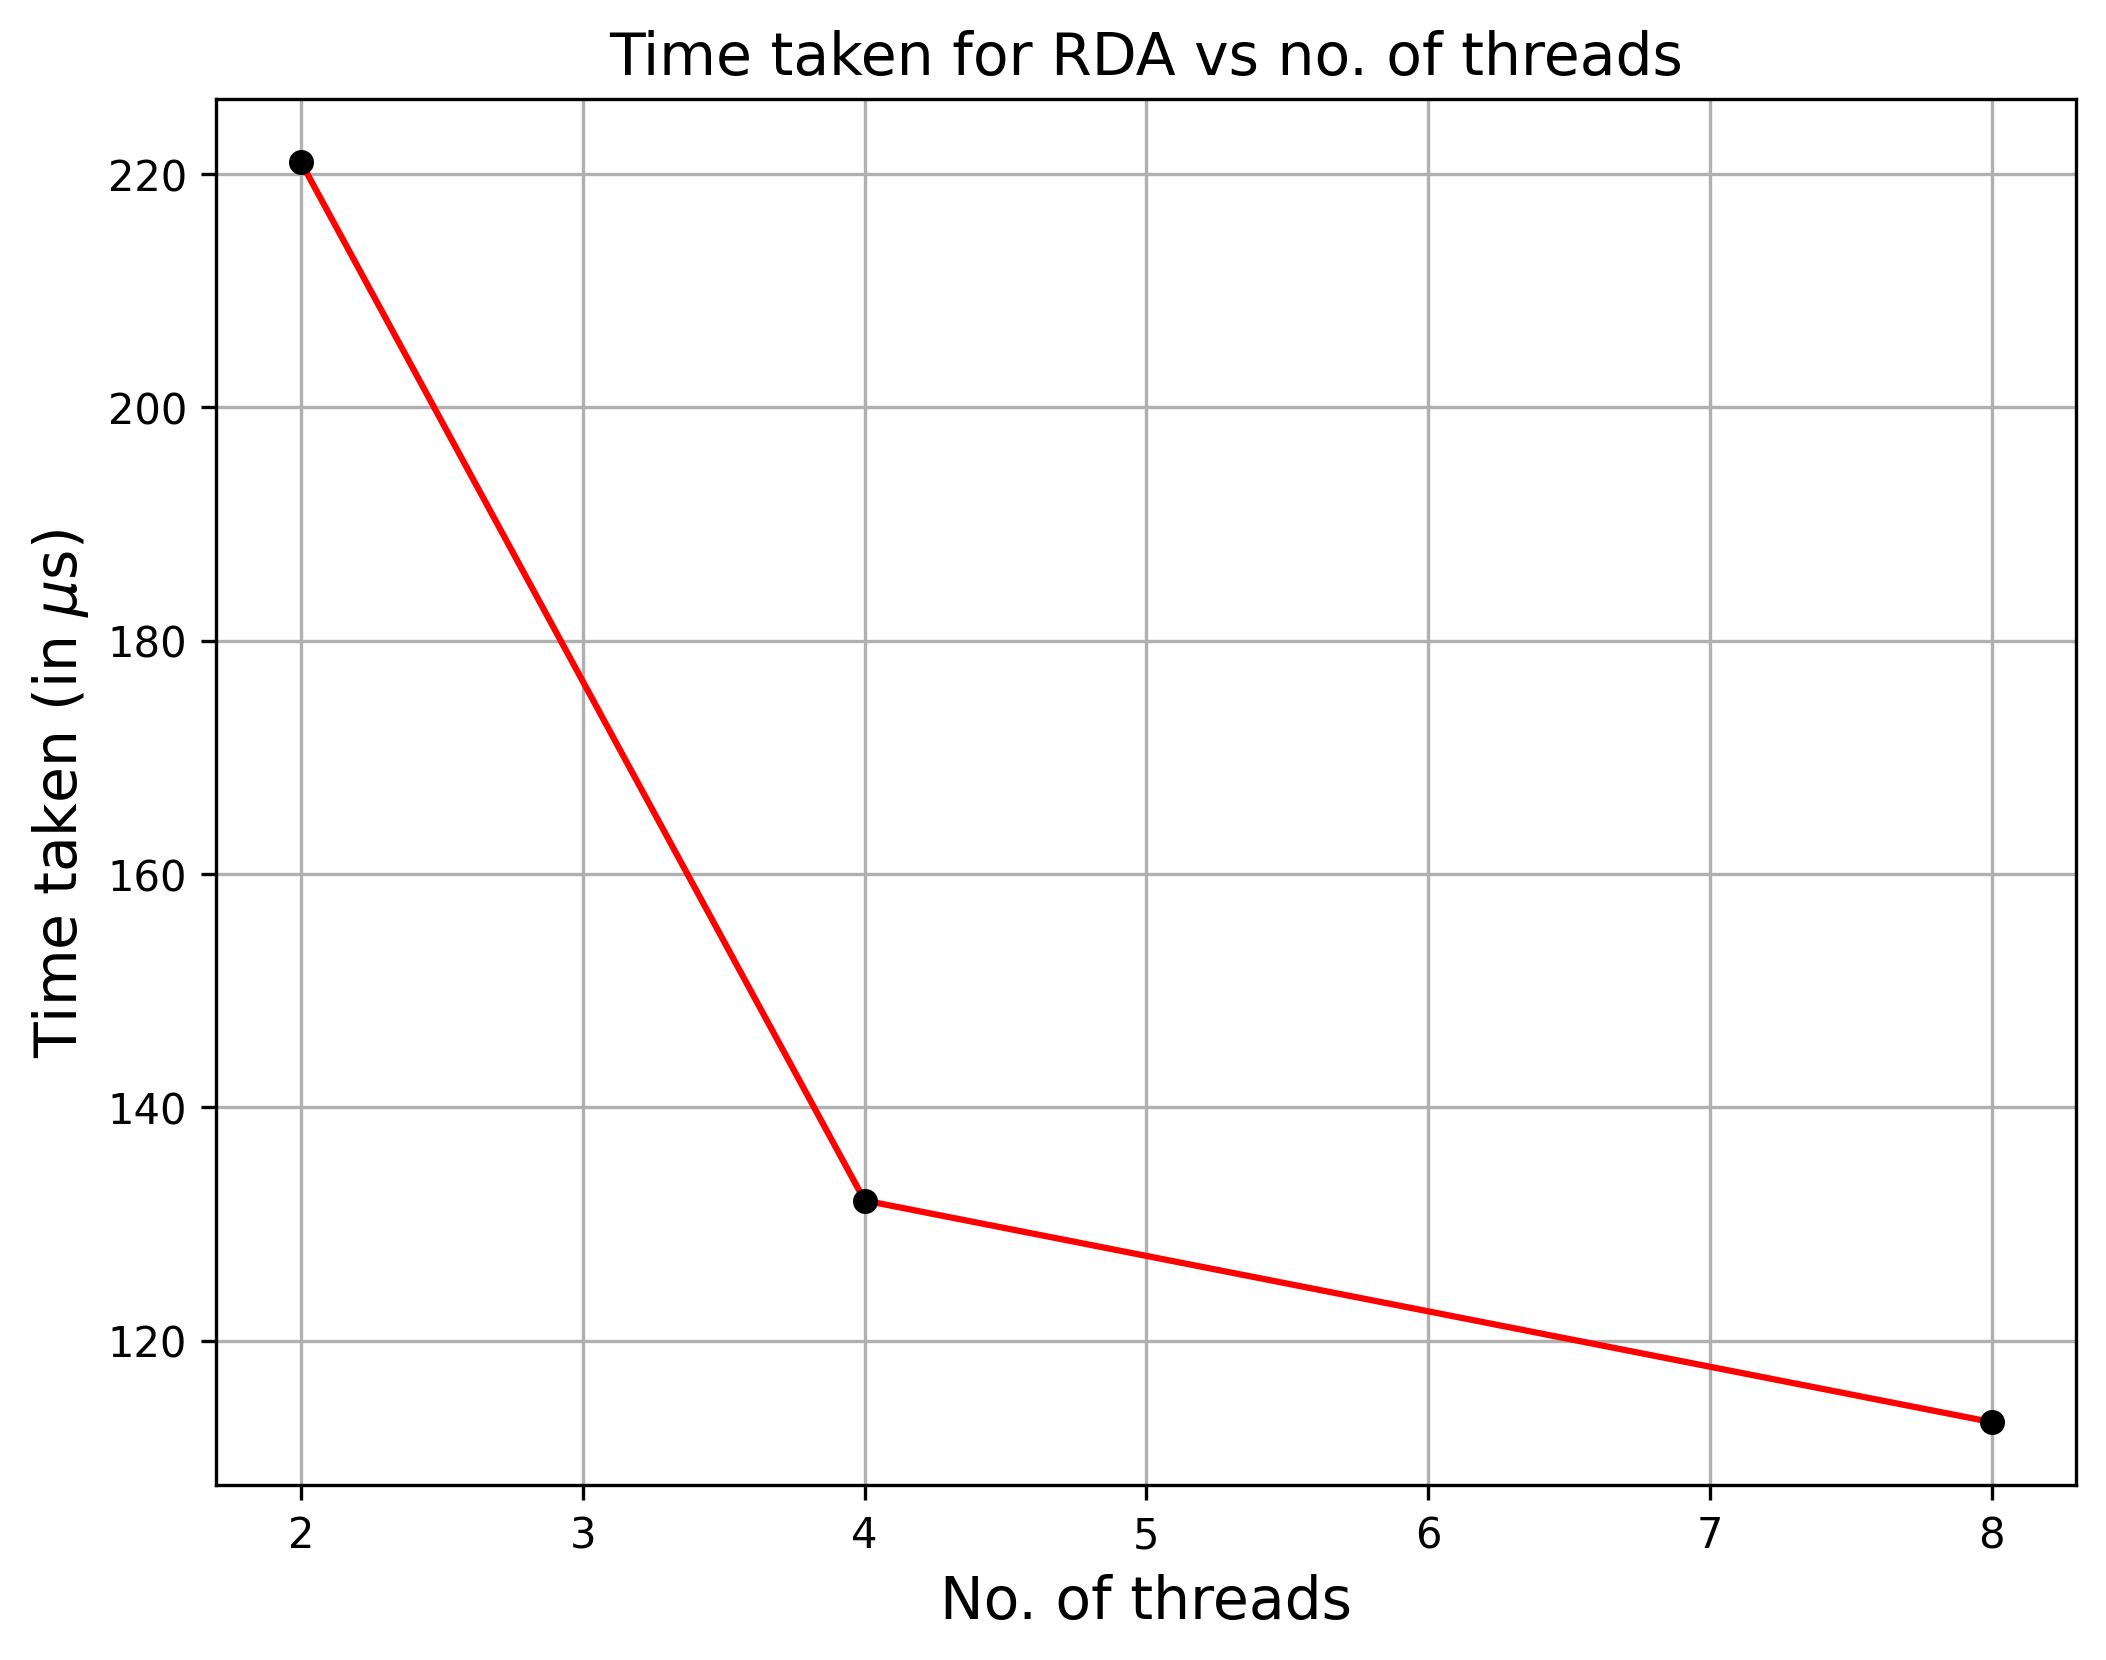 Time taken for RDA vs no. of threads
Time taken (in μs)
220
200
180
160
140
120
2 3 4 5 6 7 8
No. of threads